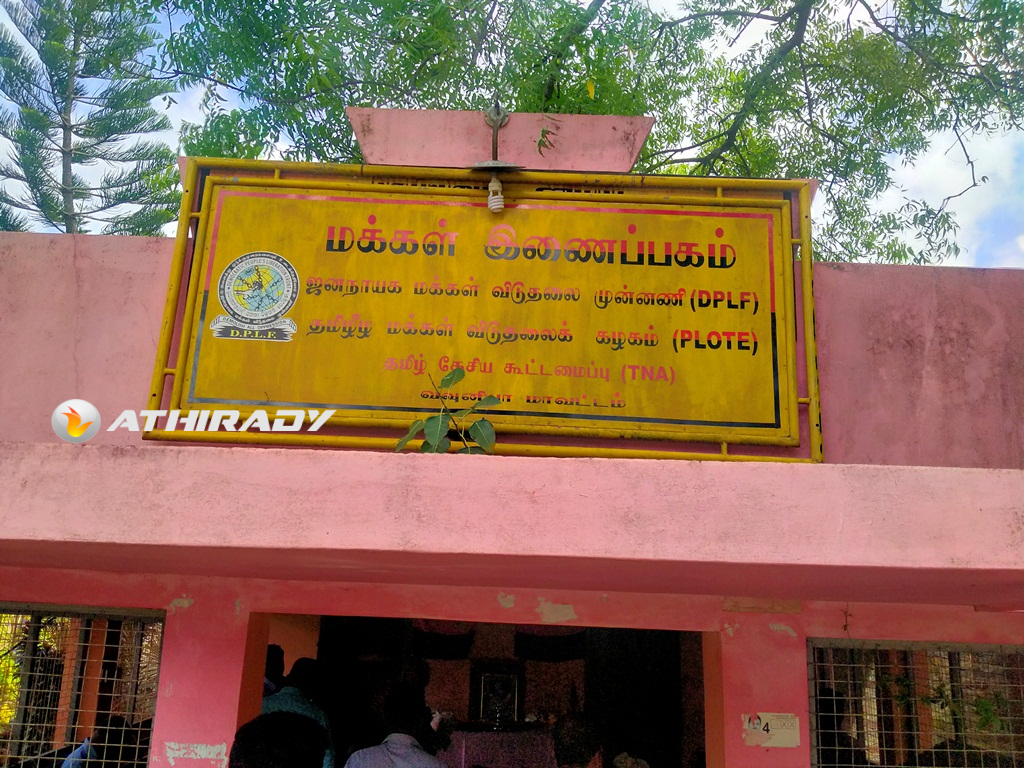 மக்கள் இணைப்பகம்
ஜனநாயக மக்கள் விடுதலை முன்னணி (DPLF)
தமிழீழ மக்கள் விடுதலைக் கழகம் (PLOTE)
தமிழ் தேசிய கூட்டமைப்பு (TNA)
வவுனியா மாவட்டம்
D.P.L.F.
ATHIRADY